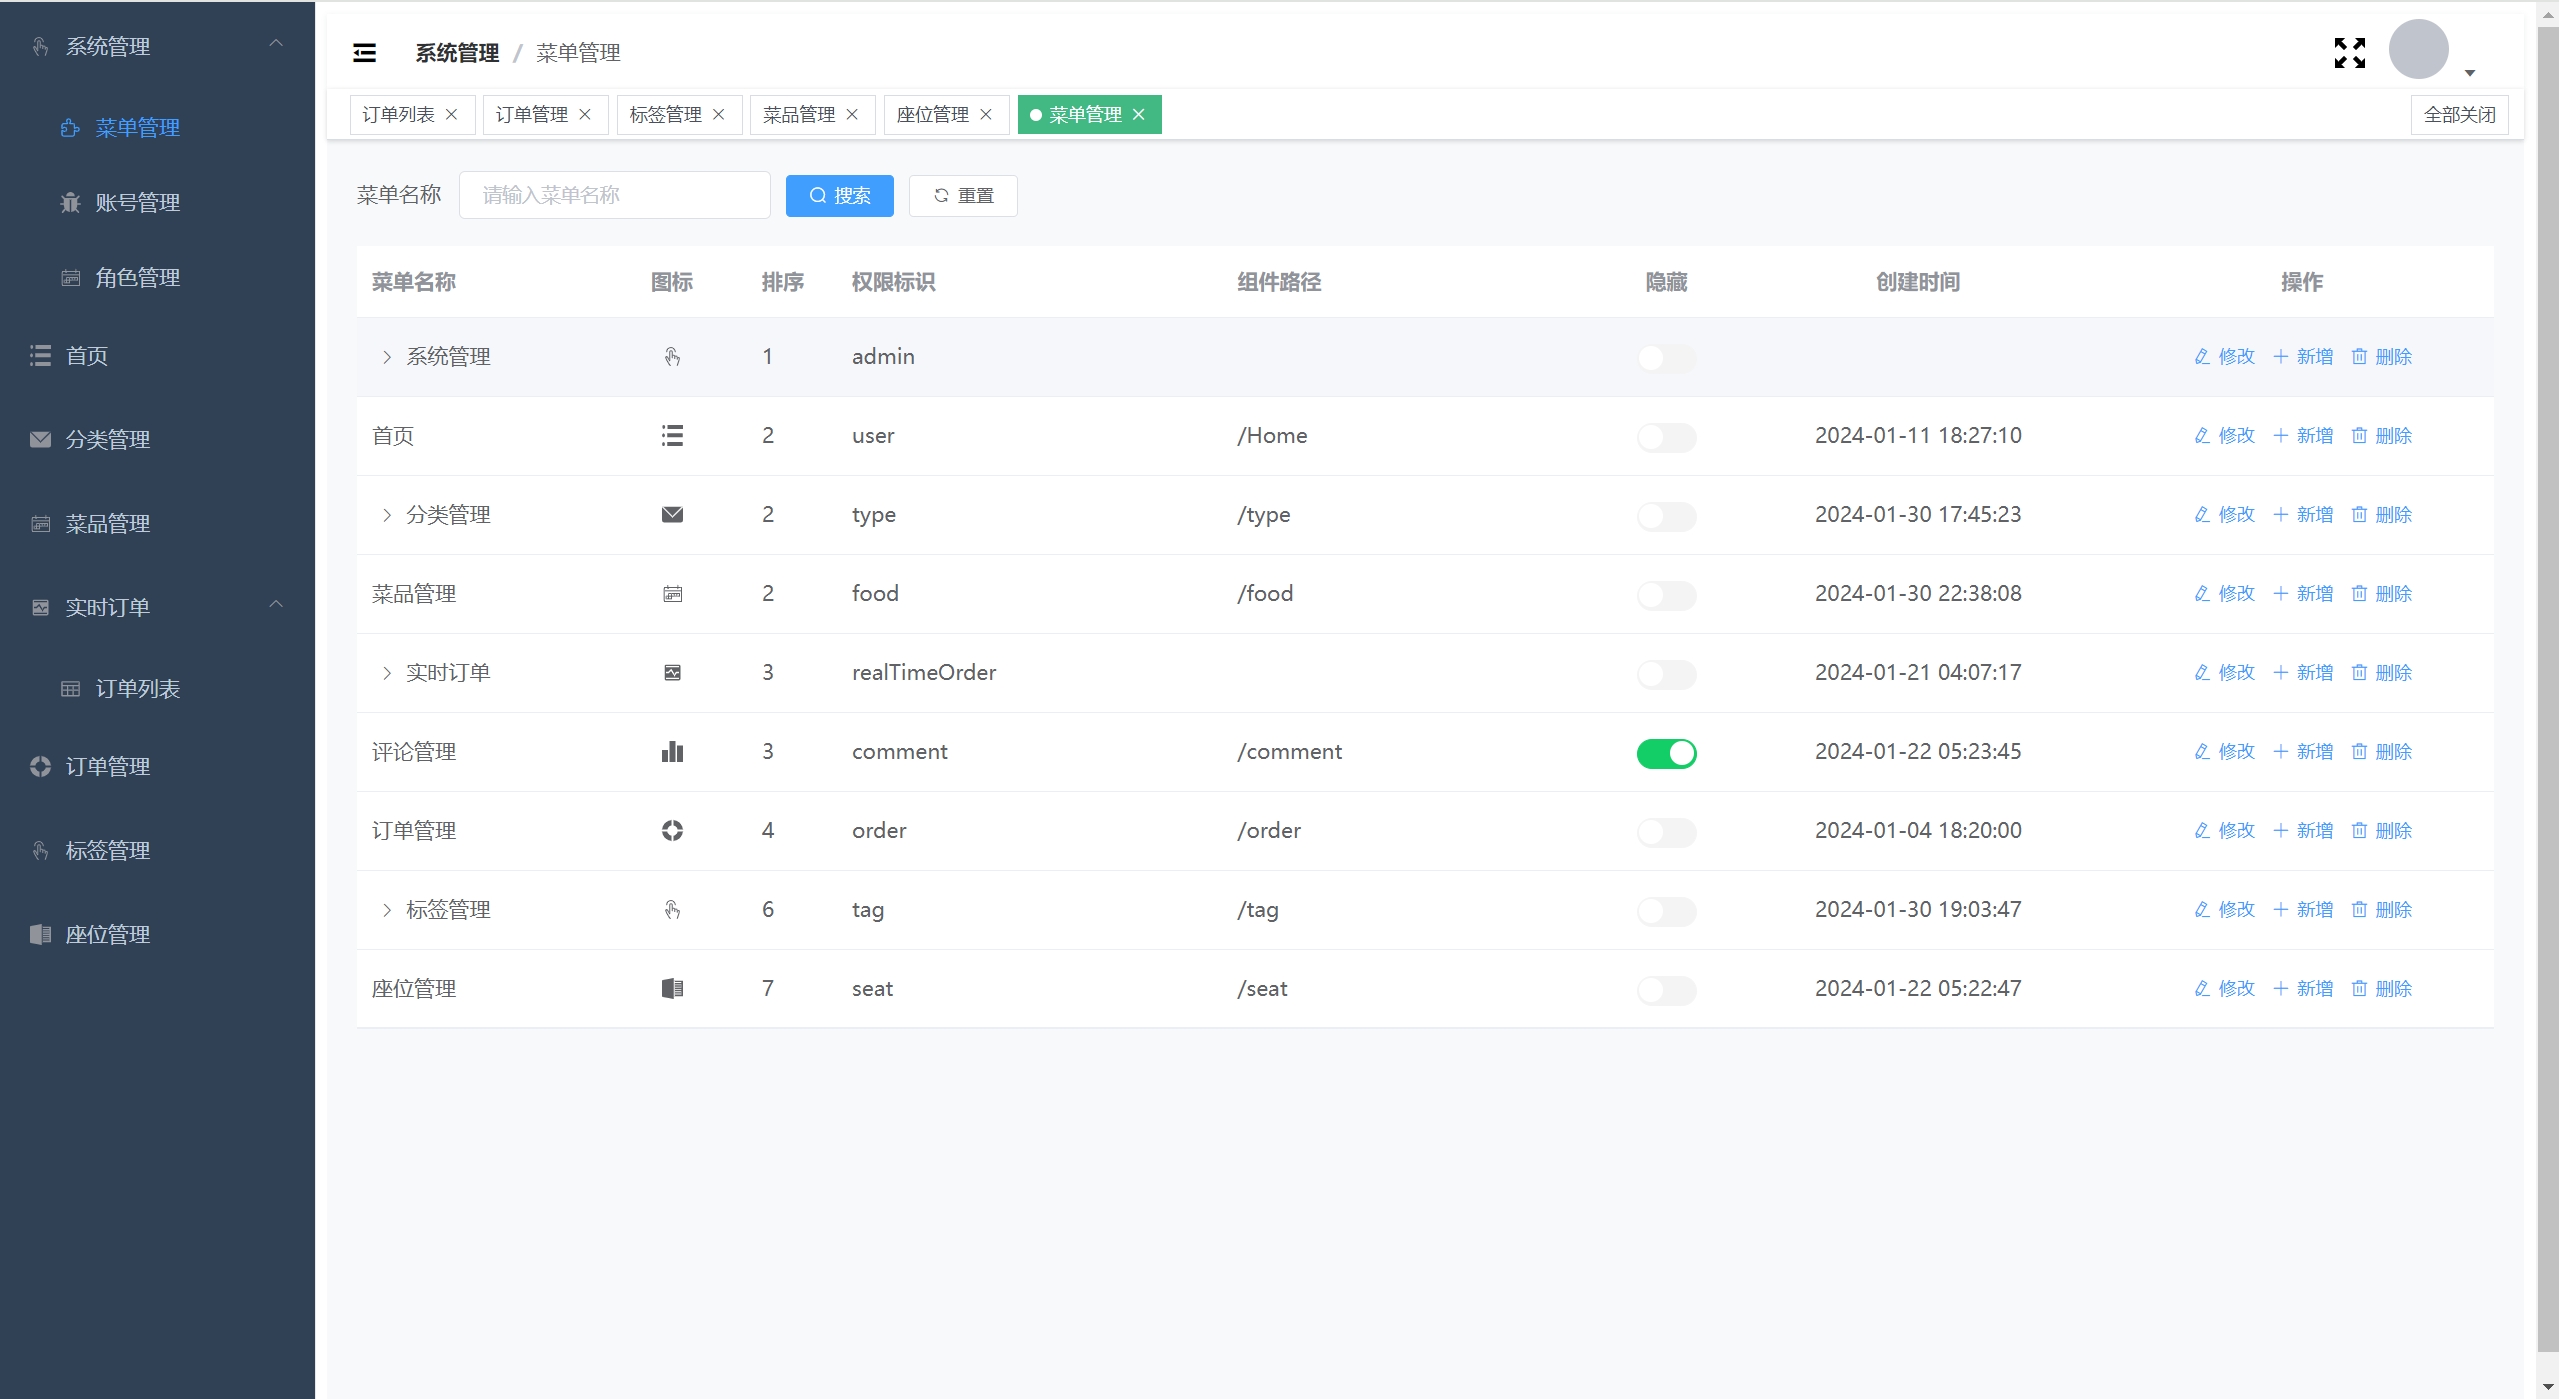 系统管理
菜单管理
账号管理
角色管理
首页
分类管理
菜品管理
实时订单
订单列表
订单管理
标签管理
座位管理
系统管理 / 菜单管理
订单列表 订单管理 标签管理 菜品管理 座位管理 菜单管理 全部关闭
菜单名称 请输入菜单名称 搜索 重置
菜单名称 图标 排序 权限标识 组件路径 隐藏 创建时间 操作
系统管理 1 admin 修改 新增 删除
首页 2 user /Home 2024-01-11 18:27:10 修改 新增 删除
分类管理 2 type /type 2024-01-30 17:45:23 修改 新增 删除
菜品管理 2 food /food 2024-01-30 22:38:08 修改 新增 删除
实时订单 3 realTimeOrder 2024-01-21 04:07:17 修改 新增 删除
评论管理 3 comment /comment 2024-01-22 05:23:45 修改 新增 删除
订单管理 4 order /order 2024-01-04 18:20:00 修改 新增 删除
标签管理 6 tag /tag 2024-01-30 19:03:47 修改 新增 删除
座位管理 7 seat /seat 2024-01-22 05:22:47 修改 新增 删除